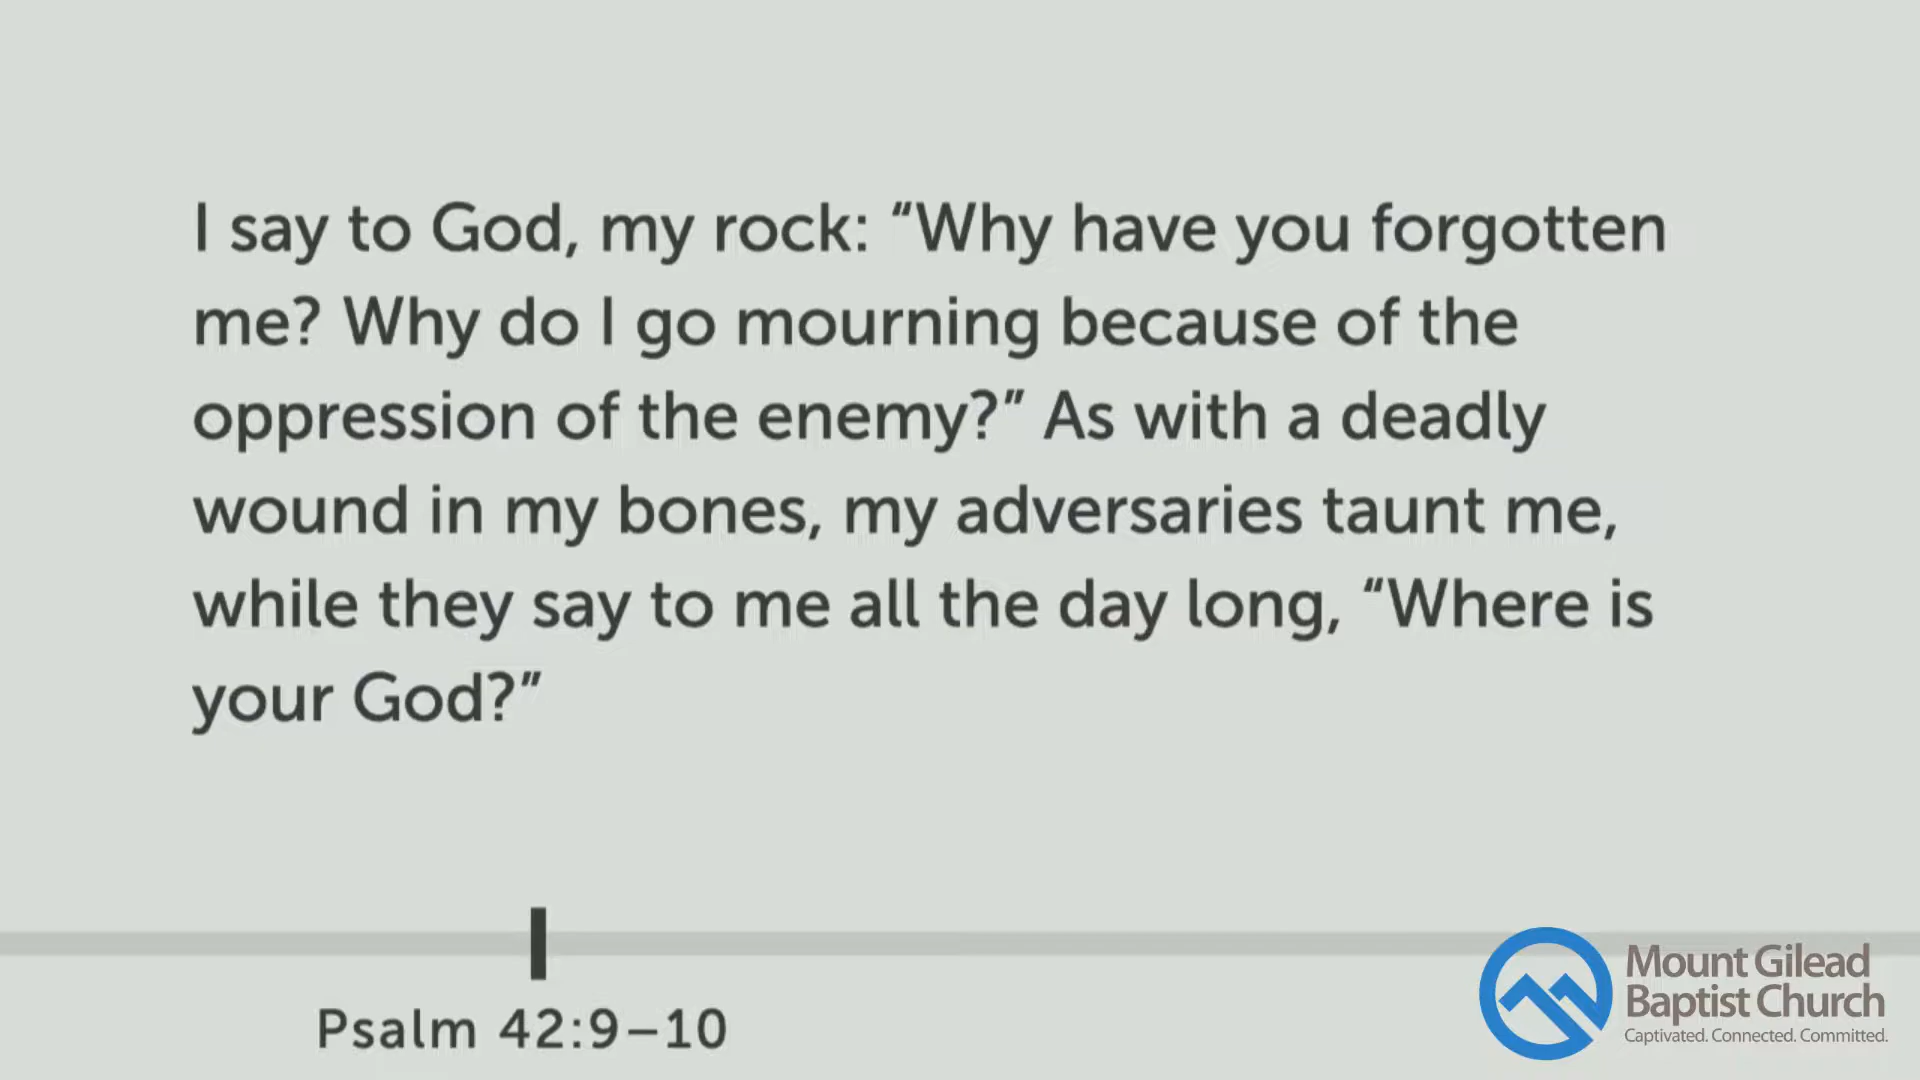 I say to God, my rock: “Why have you forgotten
me? Why do I go mourning because of the
oppression of the enemy?” As with a deadly
wound in my bones, my adversaries taunt me,
while they say to me all the day long, “Where is
your God?”
Psalm 42:9–10
Mount Gilead
Baptist Church
Captivated. Connected. Committed.